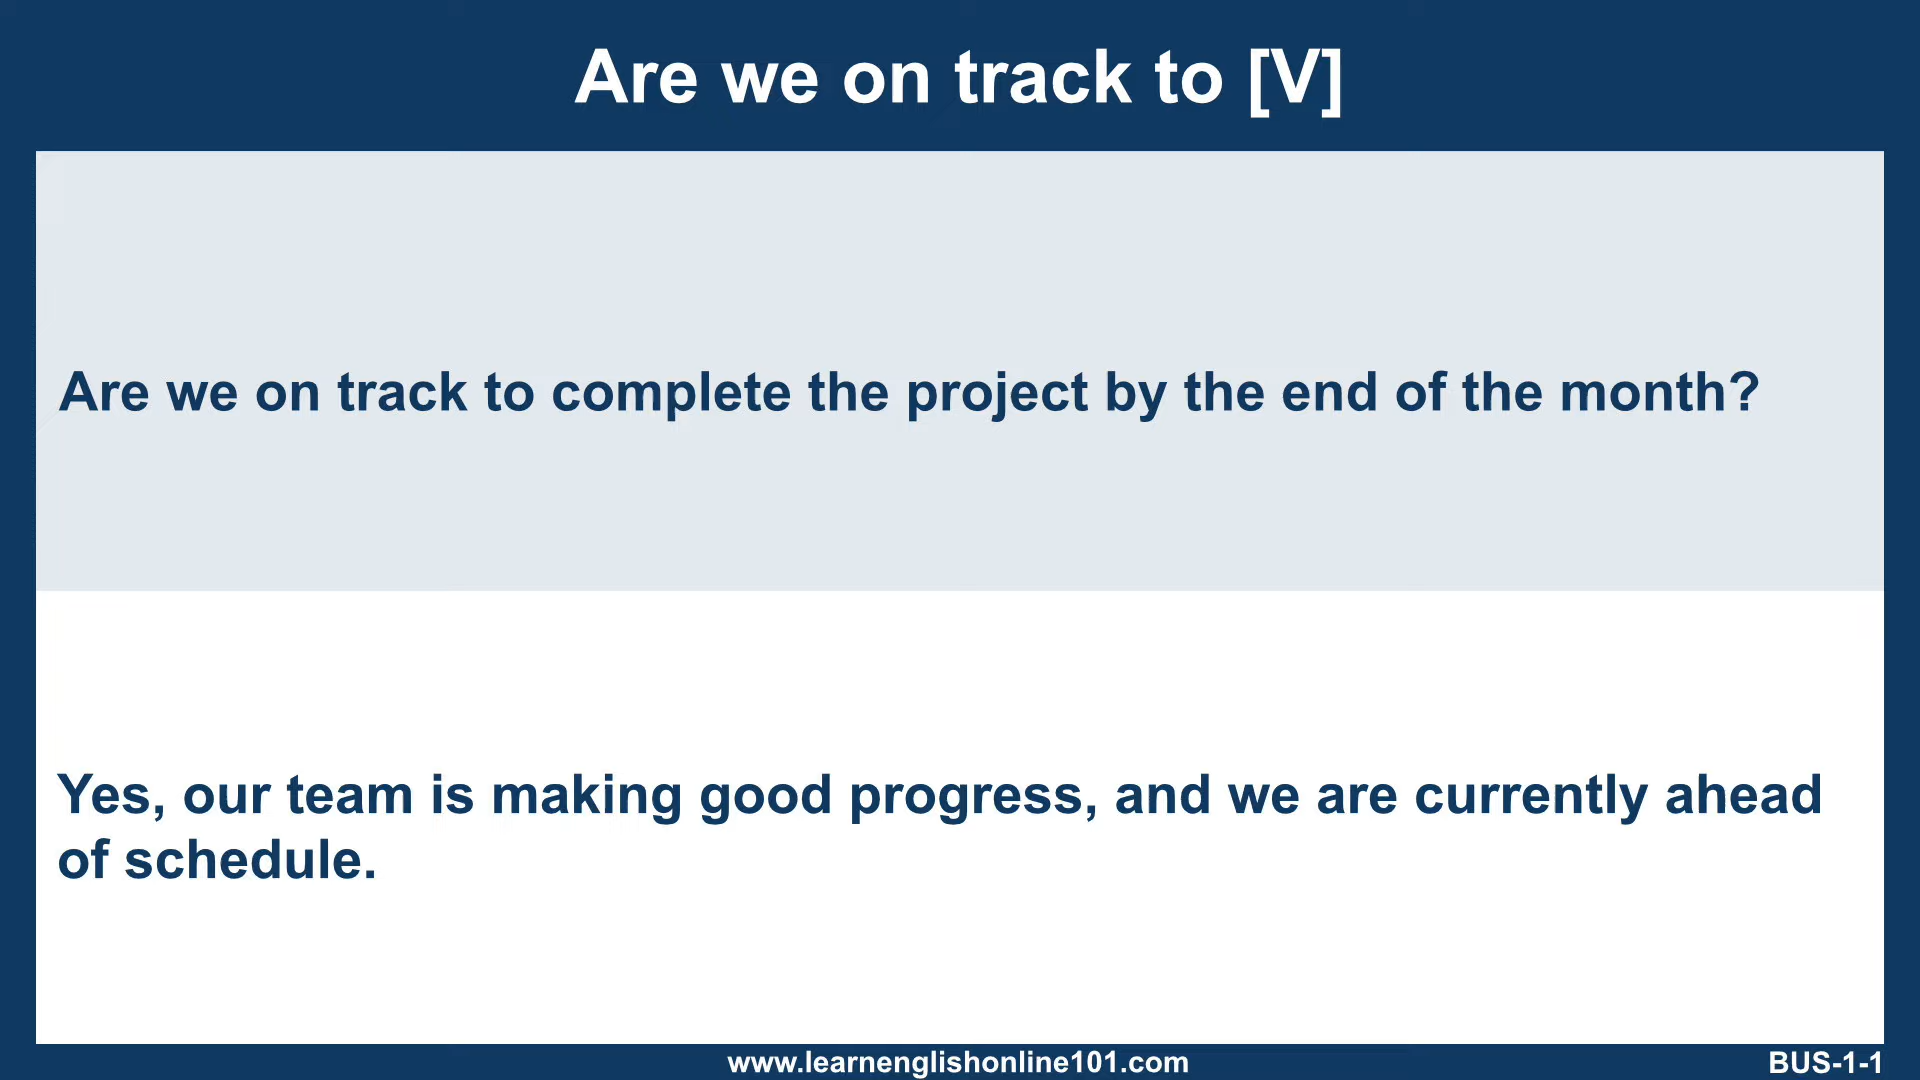 Are we on track to [V]
Are we on track to complete the project by the end of the month?
Yes, our team is making good progress, and we are currently ahead
of schedule.
www.learnenglishonline101.com
BUS-1-1